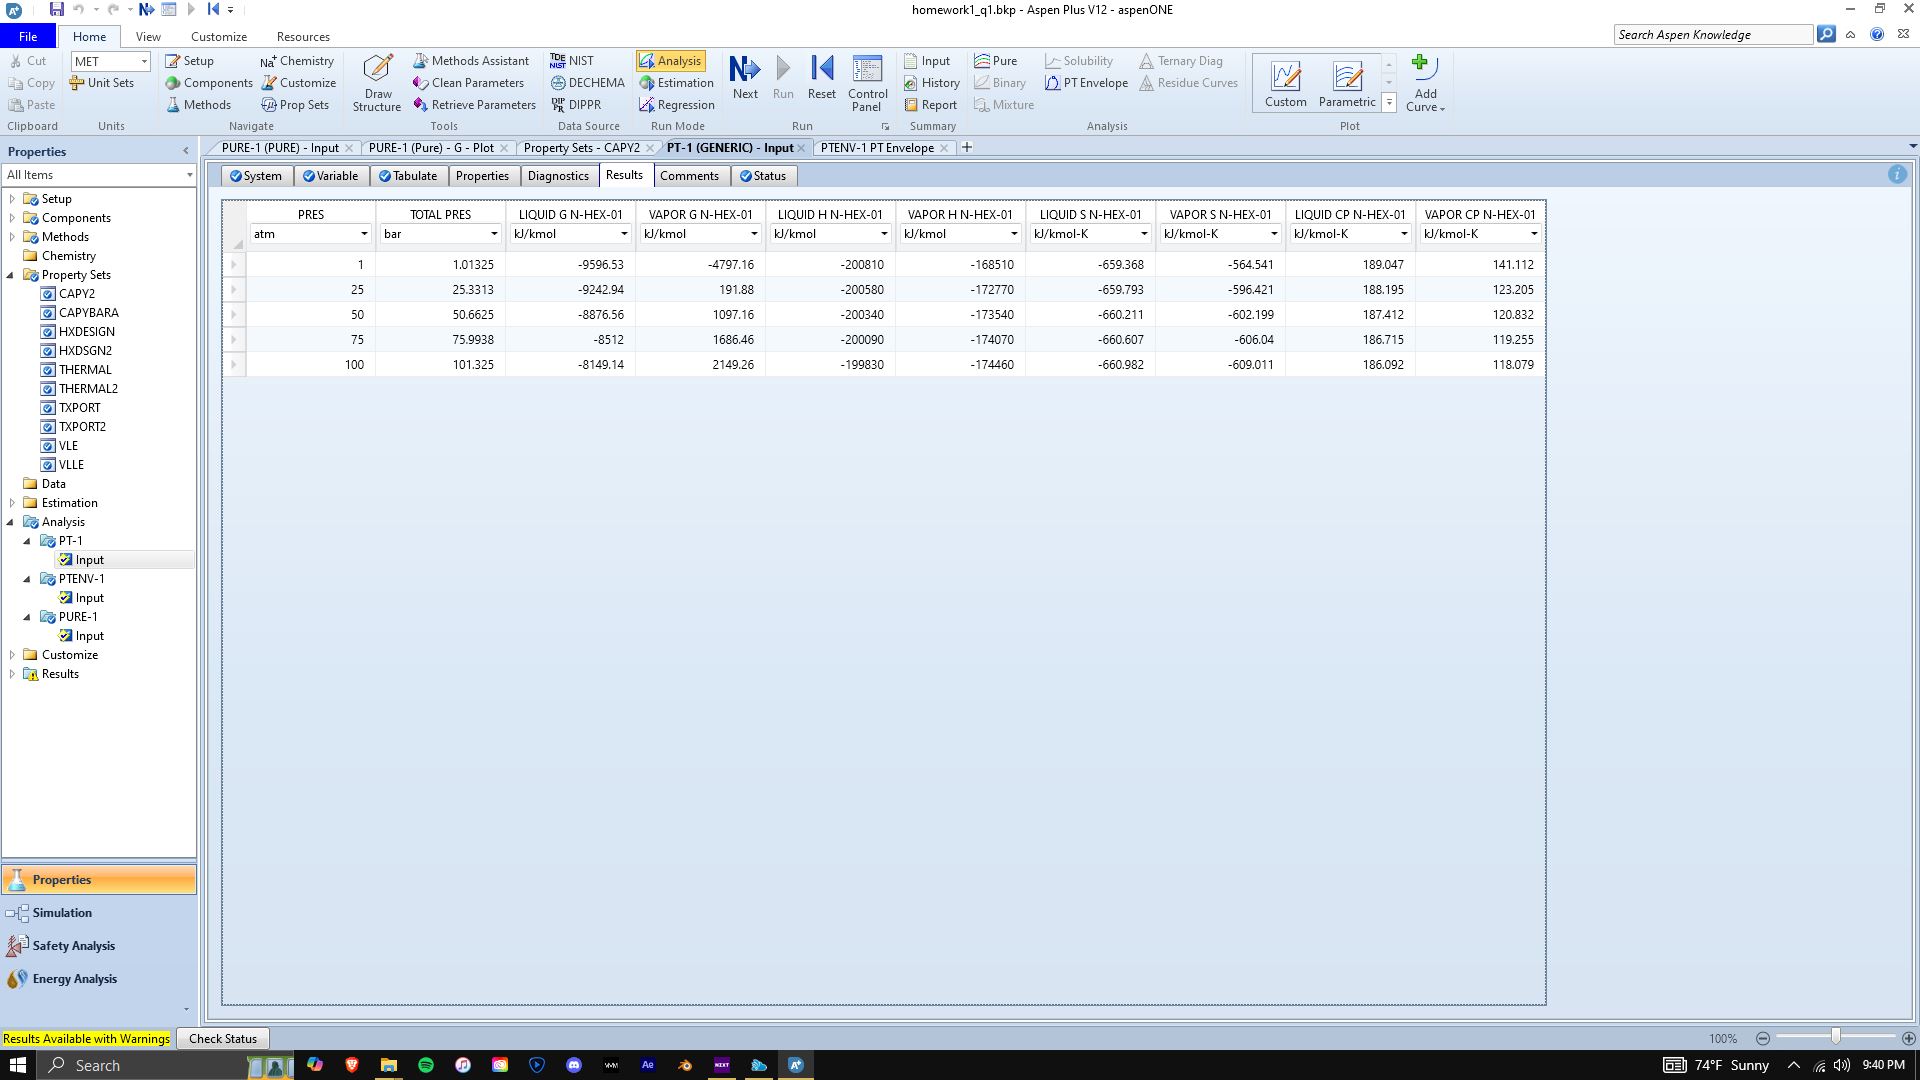 homework1_q1.bkp - Aspen Plus V12 - aspenONE
File Home View Customize Resources
Search Aspen Knowledge
Cut
Copy
Paste
Clipboard
MET
Unit Sets
Units
Setup
Components
Methods
Chemistry
Customize
Prop Sets
Navigate
Draw
Structure
Methods Assistant
Clean Parameters
Retrieve Parameters
Tools
NIST
DECHEMA
DIPPR
Data Source
Analysis
Estimation
Regression
Run Mode
Next
Run
Reset
Control
Panel
Run
Input
History
Report
Summary
Pure
Binary
Mixture
Solubility
PT Envelope
Ternary Diag
Residue Curves
Analysis
Custom
Parametric
Add
Curve
Plot
Properties
All Items
Setup
Components
Methods
Chemistry
Property Sets
CAPY2
CAPYBARA
HXDESIGN
HXDSGN2
THERMAL
THERMAL2
TXPORT
TXPORT2
VLE
VLLE
Data
Estimation
Analysis
PT-1
Input
PTENV-1
Input
PURE-1
Input
Customize
Results
Properties
Simulation
Safety Analysis
Energy Analysis
PURE-1 (PURE) - Input PURE-1 (Pure) - G - Plot Property Sets - CAPY2 PT-1 (GENERIC) - Input PTENV-1 PT Envelope
System Variable Tabulate Properties Diagnostics Results Comments Status
PRES TOTAL PRES LIQUID G N-HEX-01 VAPOR G N-HEX-01 LIQUID H N-HEX-01 VAPOR H N-HEX-01 LIQUID S N-HEX-01 VAPOR S N-HEX-01 LIQUID CP N-HEX-01 VAPOR CP N-HEX-01
atm bar kJ/kmol kJ/kmol kJ/kmol kJ/kmol kJ/kmol-K kJ/kmol-K kJ/kmol-K kJ/kmol-K
1 1.01325 -9596.53 -4797.16 -200810 -168510 -659.368 -564.541 189.047 141.112
25 25.3313 -9242.94 191.88 -200580 -172770 -659.793 -596.421 188.195 123.205
50 50.6625 -8876.56 1097.16 -200340 -173540 -660.211 -602.199 187.412 120.832
75 75.9938 -8512 1686.46 -200090 -174070 -660.607 -606.04 186.715 119.255
100 101.325 -8149.14 2149.26 -199830 -174460 -660.982 -609.011 186.092 118.079
Results Available with Warnings Check Status 100%
Search 74°F Sunny 9:40 PM